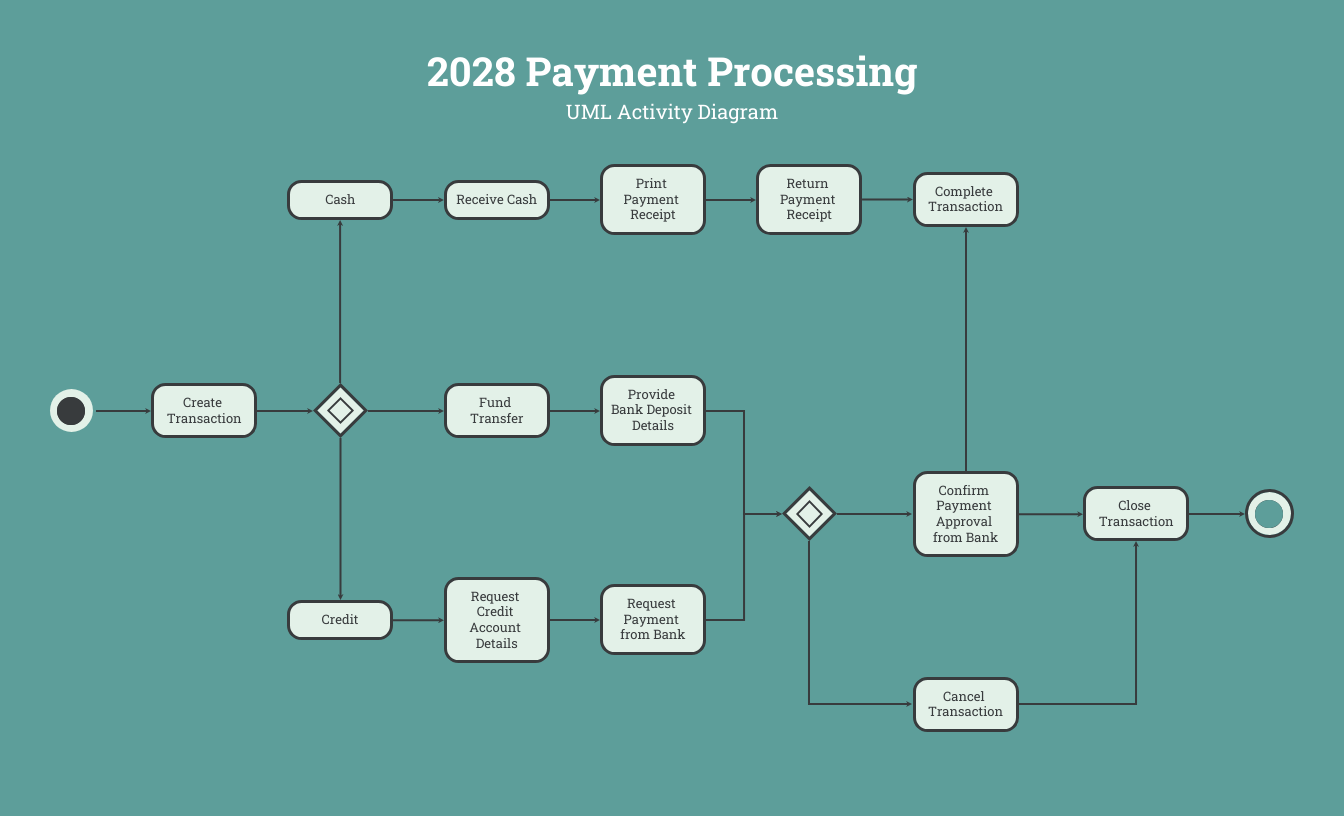 2028 Payment Processing
UML Activity Diagram
Cash
Receive Cash
Print
Payment
Receipt
Return
Payment
Receipt
Complete
Transaction
Create
Transaction
Fund
Transfer
Provide
Bank Deposit
Details
Confirm
Payment
Approval
from Bank
Close
Transaction
Credit
Request
Credit
Account
Details
Request
Payment
from Bank
Cancel
Transaction